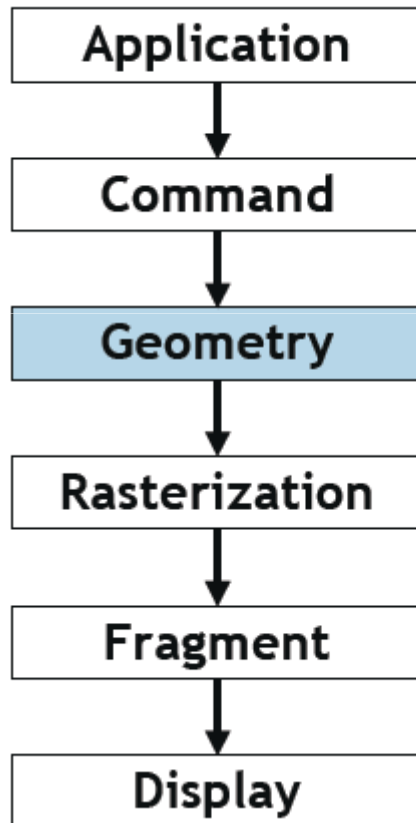 Application
Command
Geometry
Rasterization
Fragment
Display